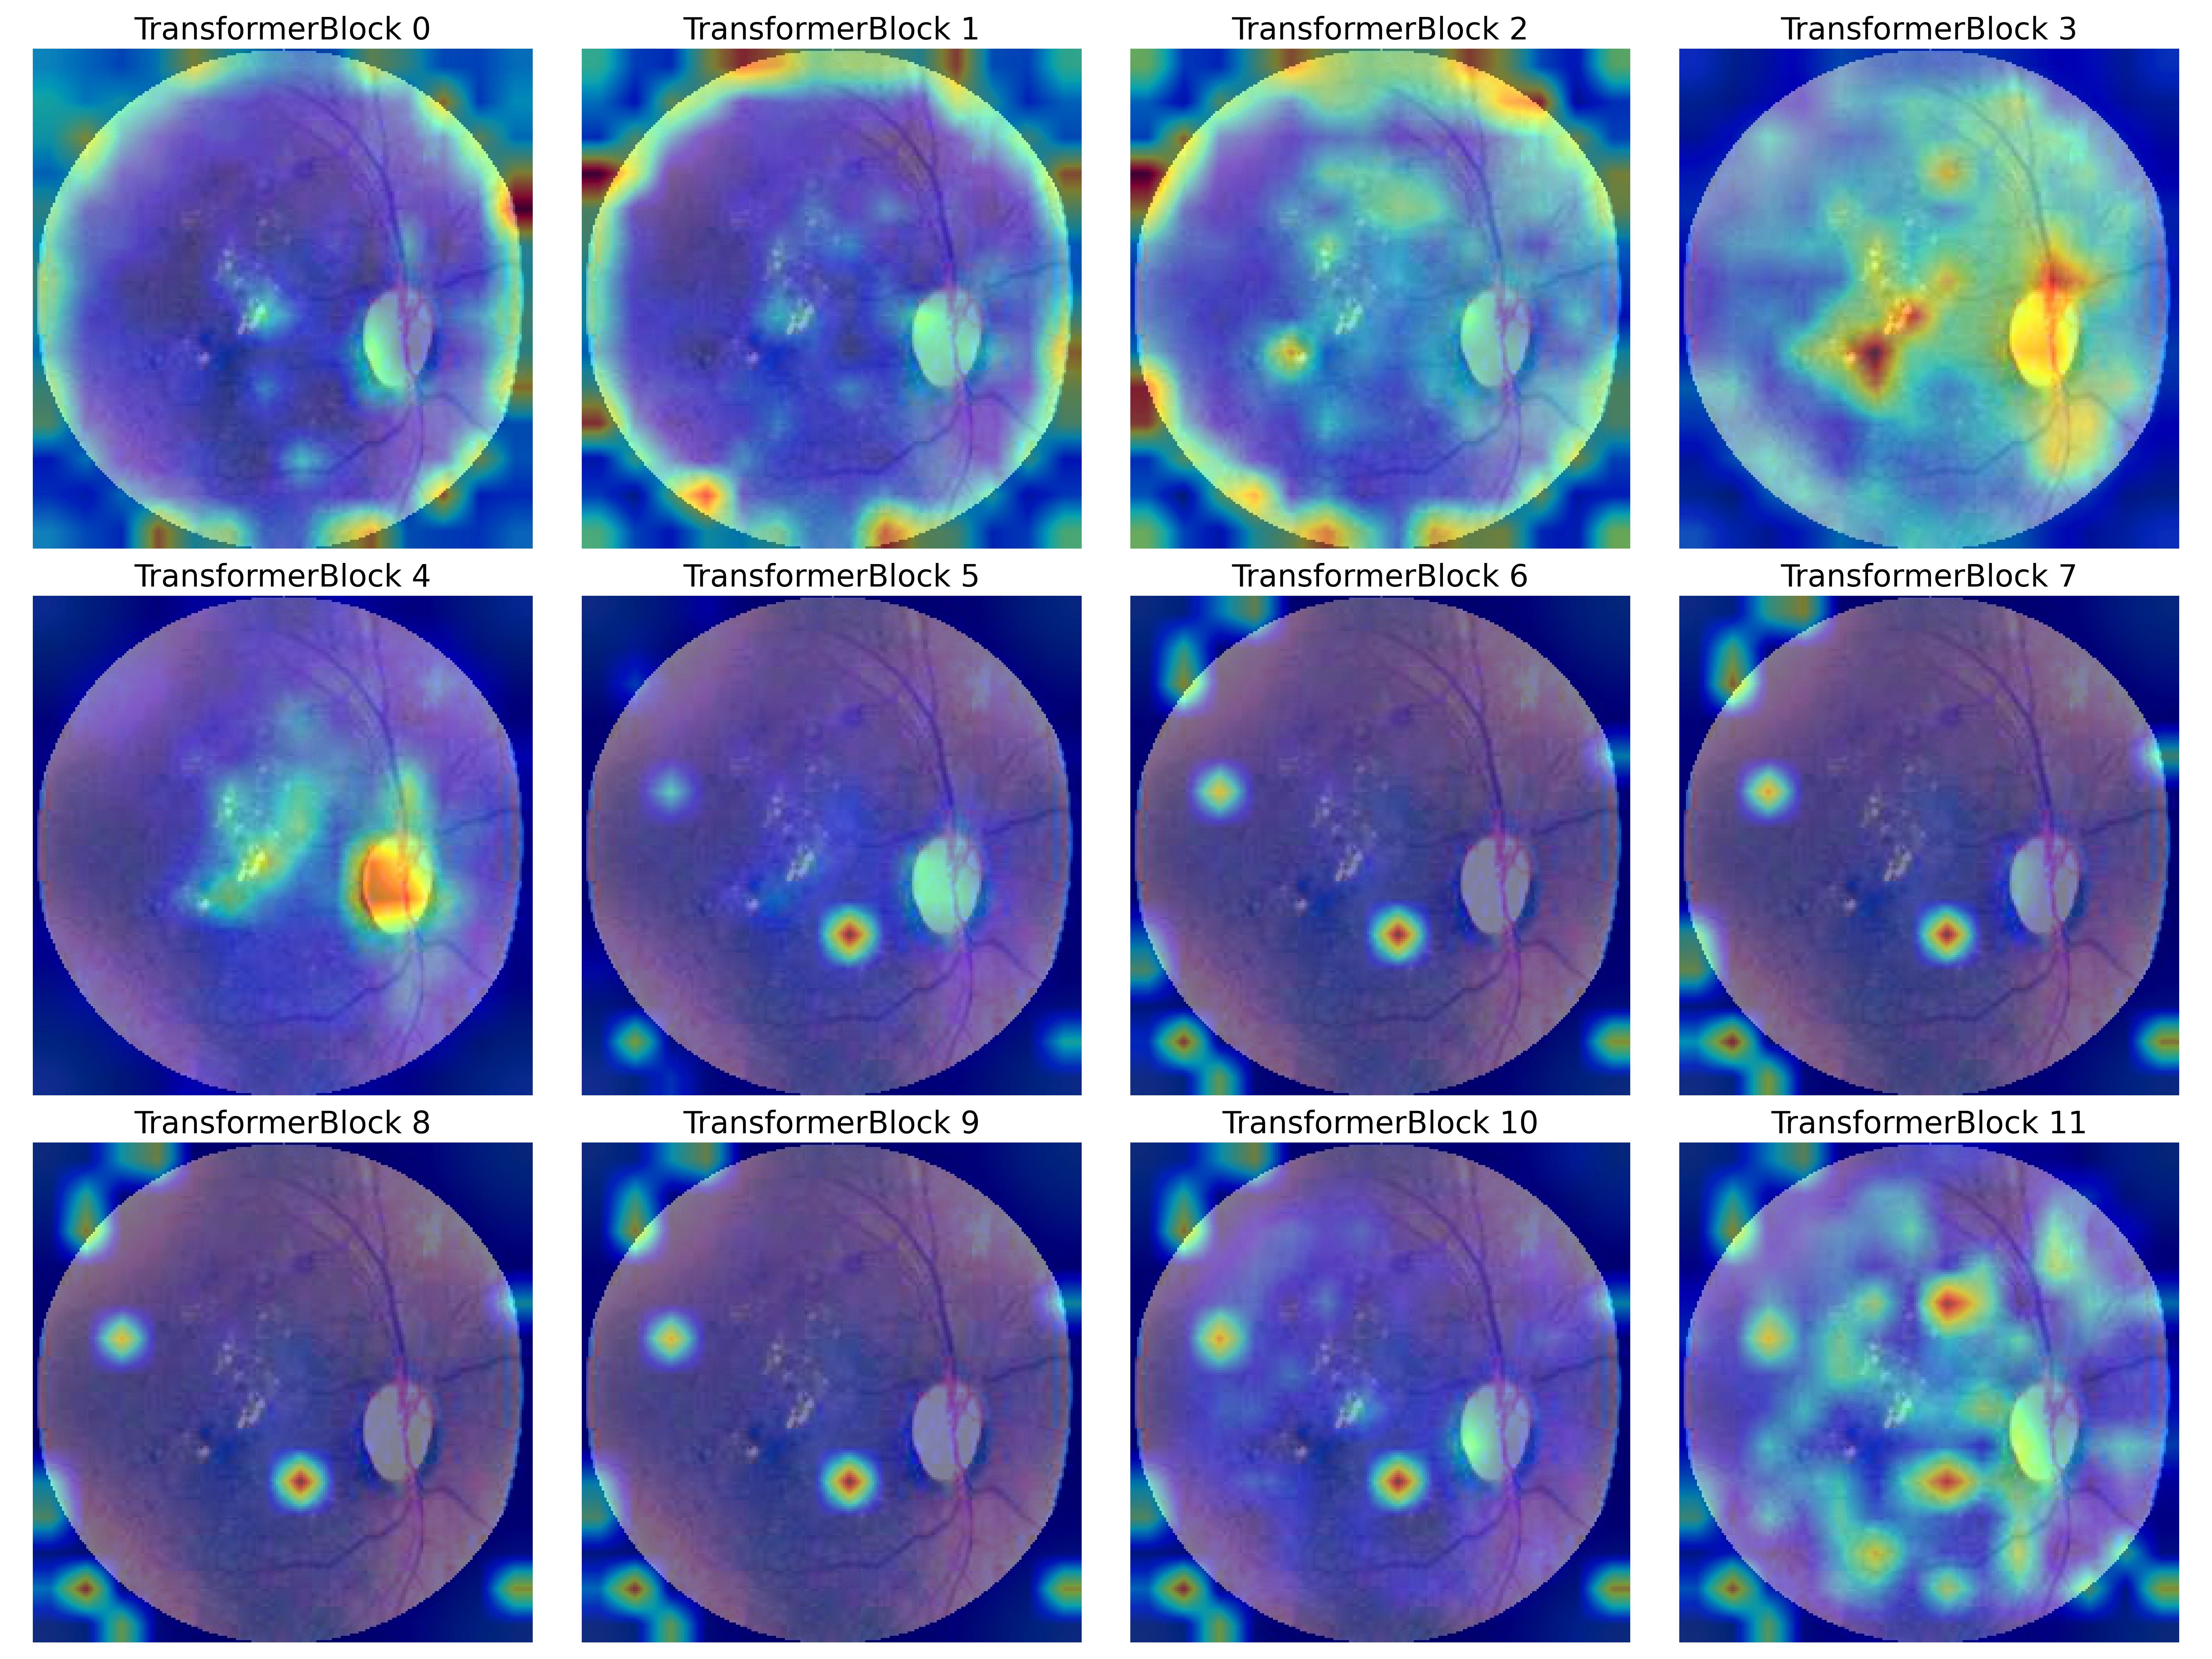 TransformerBlock 0
TransformerBlock 1
TransformerBlock 2
TransformerBlock 3
TransformerBlock 4
TransformerBlock 5
TransformerBlock 6
TransformerBlock 7
TransformerBlock 8
TransformerBlock 9
TransformerBlock 10
TransformerBlock 11